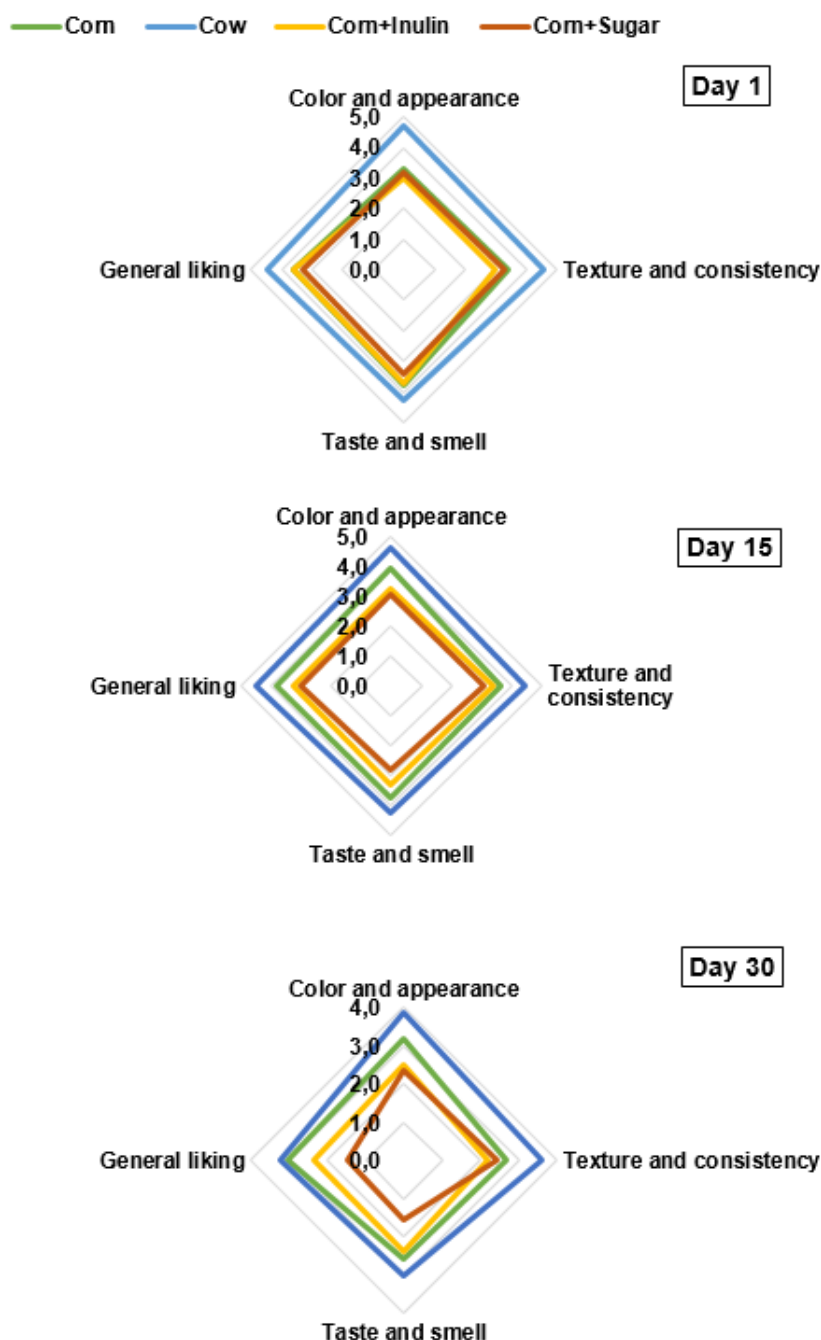 Corn Cow Corn+Inulin Corn+Sugar
Day 1
Color and appearance
5,0
4,0
3,0
2,0
1,0
0,0
General liking
Texture and consistency
Taste and smell
Color and appearance
Day 15
5,0
4,0
3,0
2,0
1,0
0,0
General liking
Texture and
consistency
Taste and smell
Day 30
Color and appearance
4,0
3,0
2,0
1,0
0,0
General liking
Texture and consistency
Taste and smell